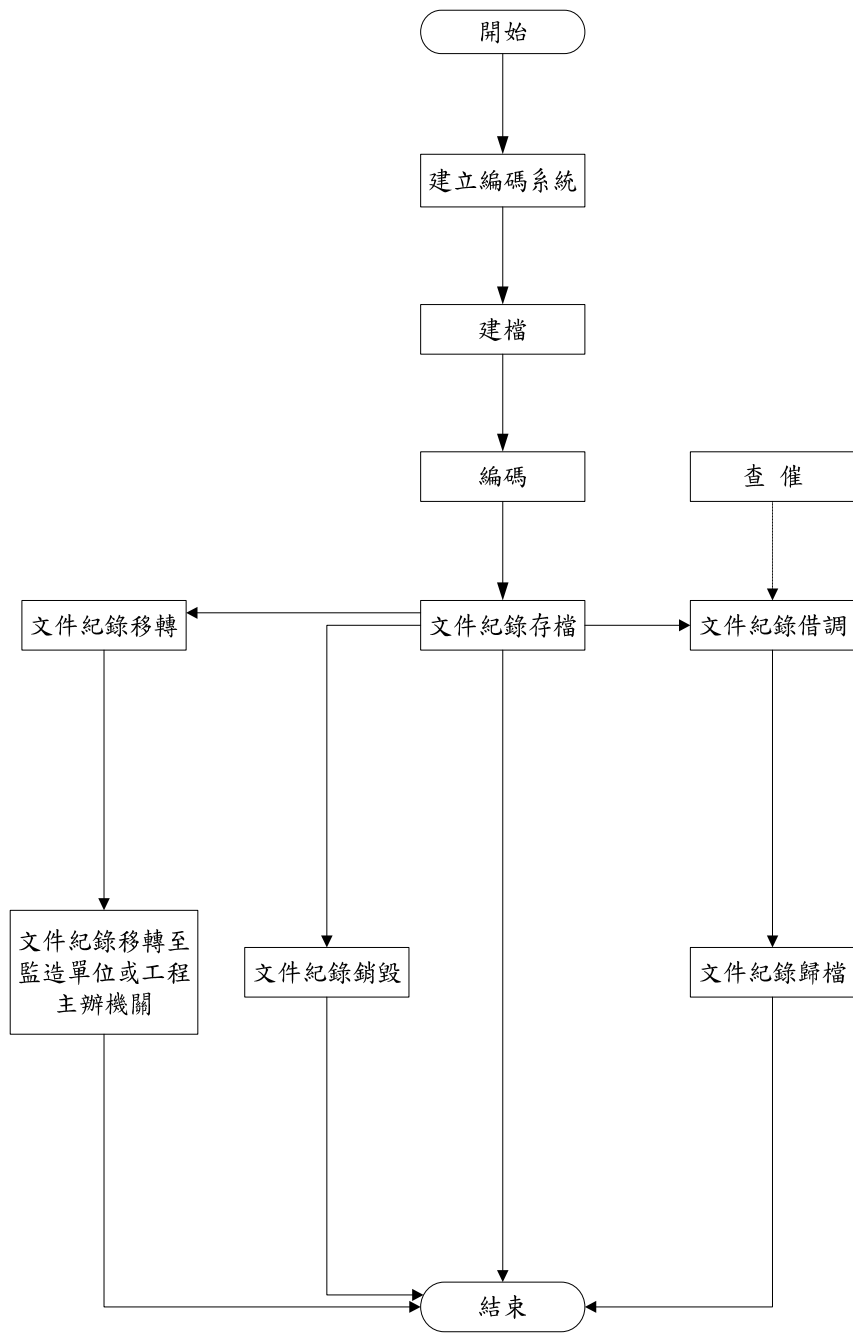 開始
建立編碼系統
建檔
編碼
查 催
文件紀錄移轉
文件紀錄存檔
文件紀錄借調
文件紀錄移轉至
監造單位或工程
主辦機關
文件紀錄銷毀
文件紀錄歸檔
結束